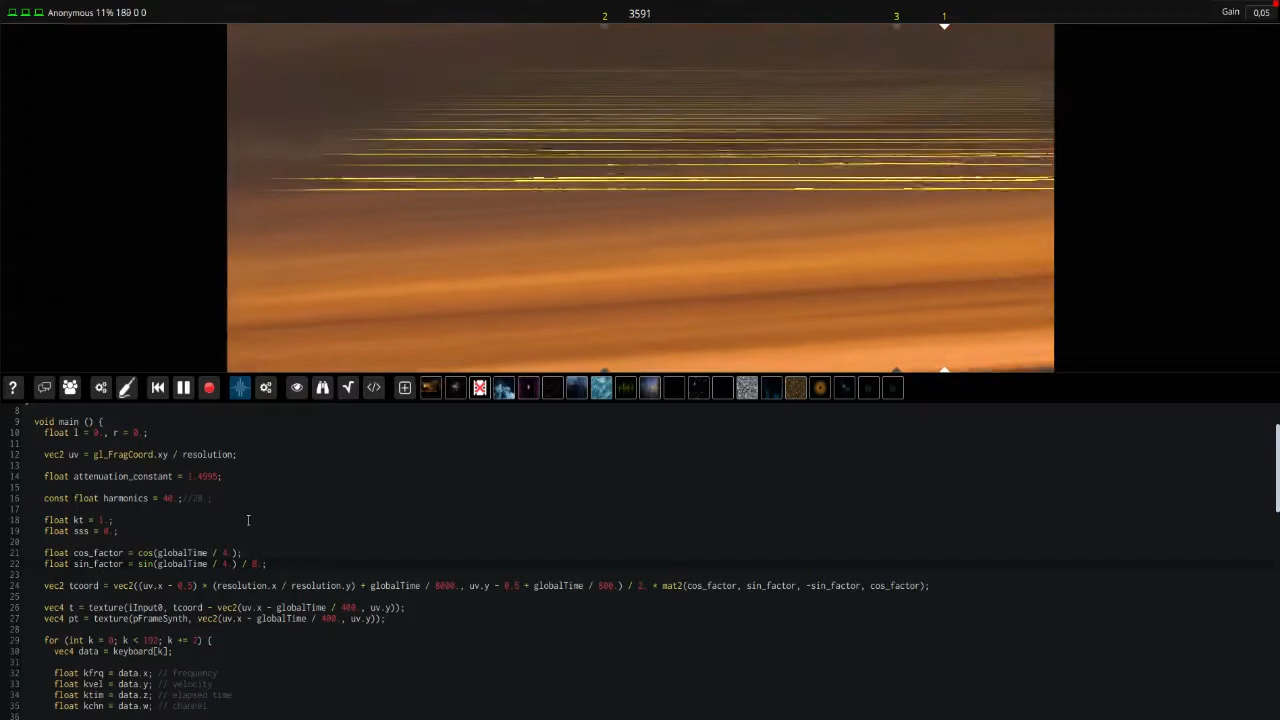 Anonymous 11% 180 0 0
2
3591
3
1
Gain
0,05
?
8
9 void main () {
10 float l = 0., r = 0.;
11
12 vec2 uv = gl_FragCoord.xy / resolution;
13
14 float attenuation_constant = 1.4995;
15
16 const float harmonics = 40.;//28.;
17
18 float kt = 1.;
19 float sss = 0.;
20
21 float cos_factor = cos(globalTime / 4.);
22 float sin_factor = sin(globalTime / 4.) / 8.;
23
24 vec2 tcoord = vec2((uv.x - 0.5) * (resolution.x / resolution.y) + globalTime / 8000., uv.y - 0.5 + globalTime / 800.) / 2. * mat2(cos_factor, sin_factor, -sin_factor, cos_factor);
25
26 vec4 t = texture(iInput0, tcoord - vec2(uv.x - globalTime / 400., uv.y));
27 vec4 pt = texture(pFrameSynth, vec2(uv.x - globalTime / 400., uv.y));
28
29 for (int k = 0; k < 192; k += 2) {
30 vec4 data = keyboard[k];
31
32 float kfrq = data.x; // frequency
33 float kvel = data.y; // velocity
34 float ktim = data.z; // elapsed time
35 float kchn = data.w; // channel
36